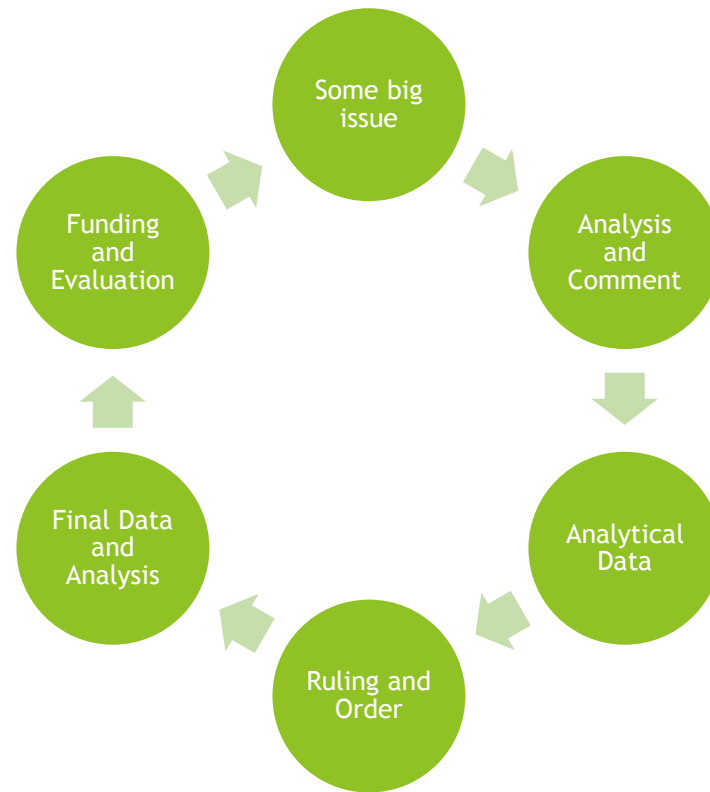 Some big
issue
Analysis
and
Comment
Analytical
Data
Ruling and
Order
Final Data
and
Analysis
Funding
and
Evaluation